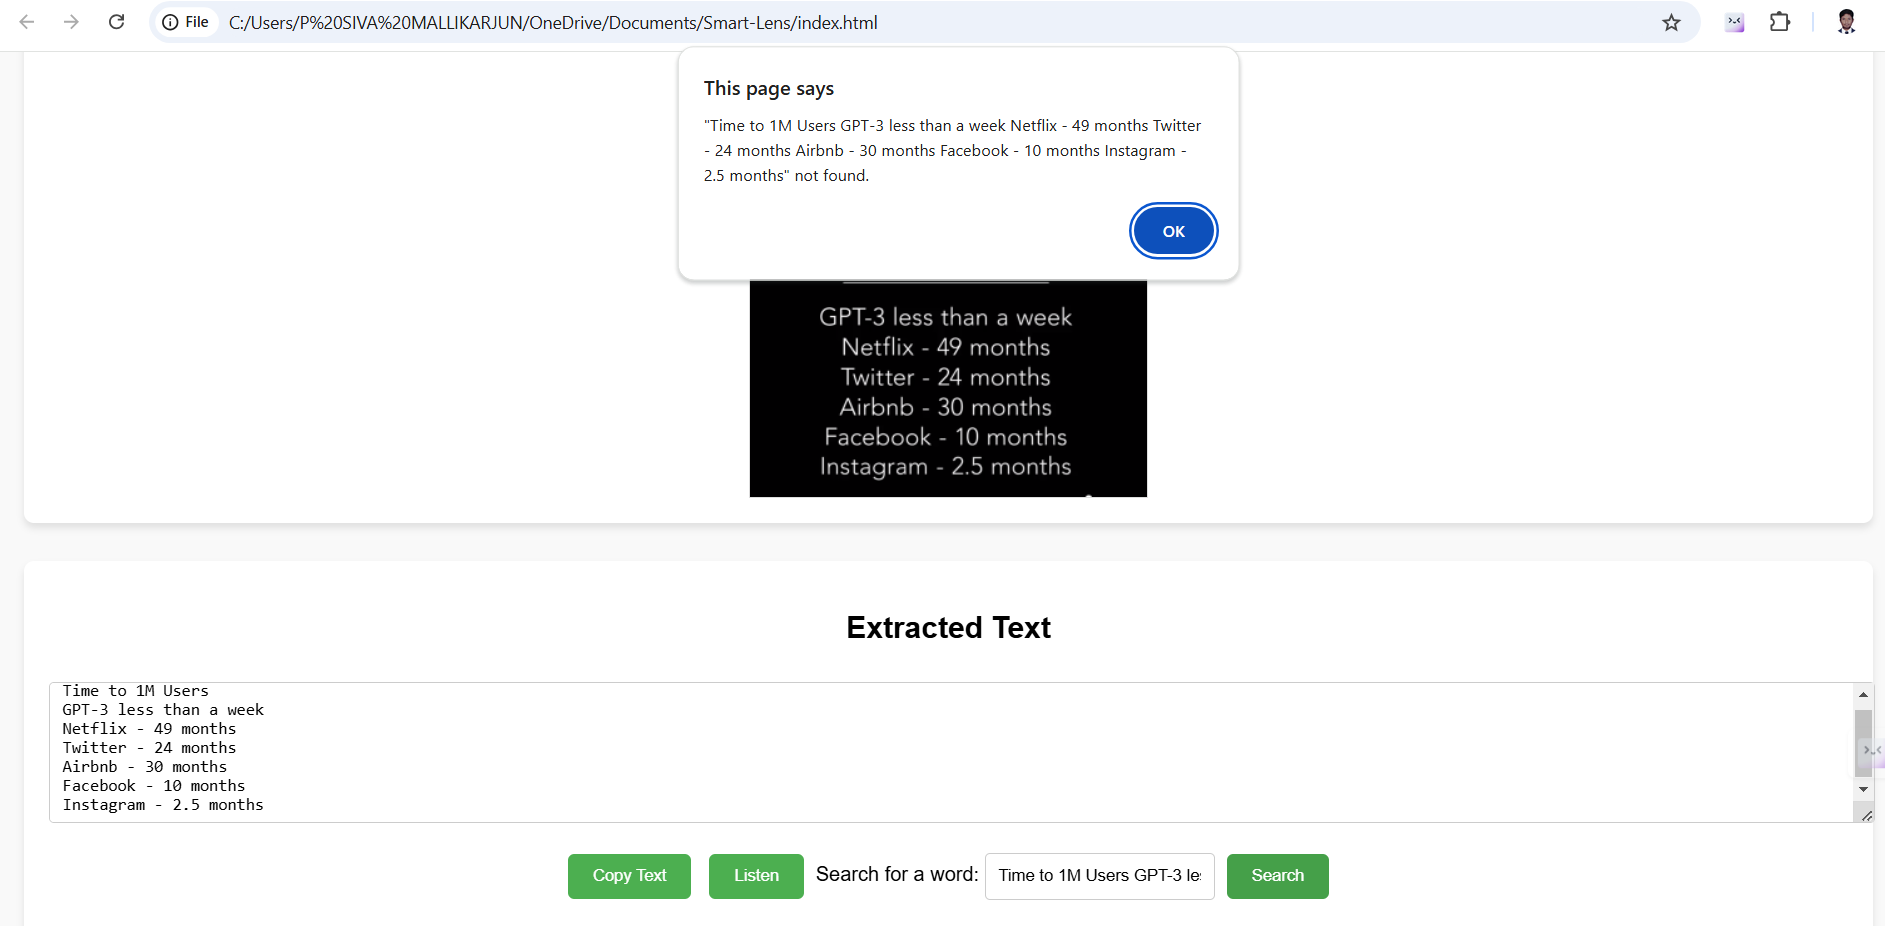 File
C:/Users/P%20SIVA%20MALLIKARJUN/OneDrive/Documents/Smart-Lens/index.html
This page says
"Time to 1M Users GPT-3 less than a week Netflix - 49 months Twitter
- 24 months Airbnb - 30 months Facebook - 10 months Instagram -
2.5 months" not found.
OK
GPT-3 less than a week
Netflix - 49 months
Twitter - 24 months
Airbnb - 30 months
Facebook - 10 months
Instagram - 2.5 months
Extracted Text
Time to 1M Users
GPT-3 less than a week
Netflix - 49 months
Twitter - 24 months
Airbnb - 30 months
Facebook - 10 months
Instagram - 2.5 months
Copy Text
Listen
Search for a word:
Time to 1M Users GPT-3 le
Search